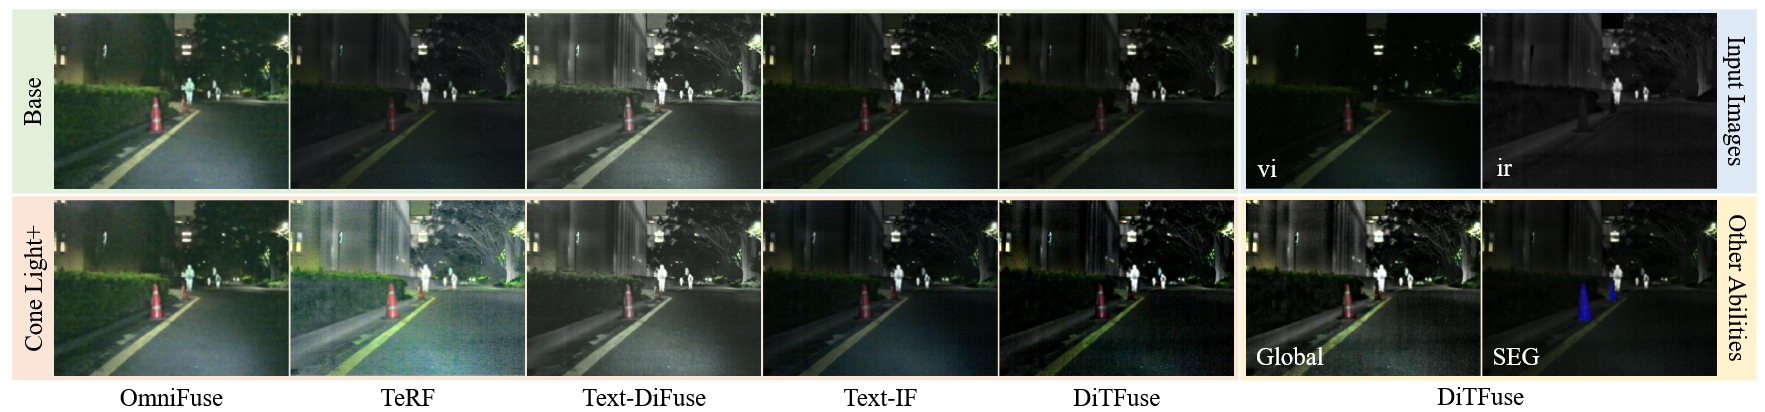 Base
vi
ir
Input Images
Cone Light+
Global
SEG
Other Abilities
OmniFuse
TeRF
Text-DiFuse
Text-IF
DiTFuse
DiTFuse